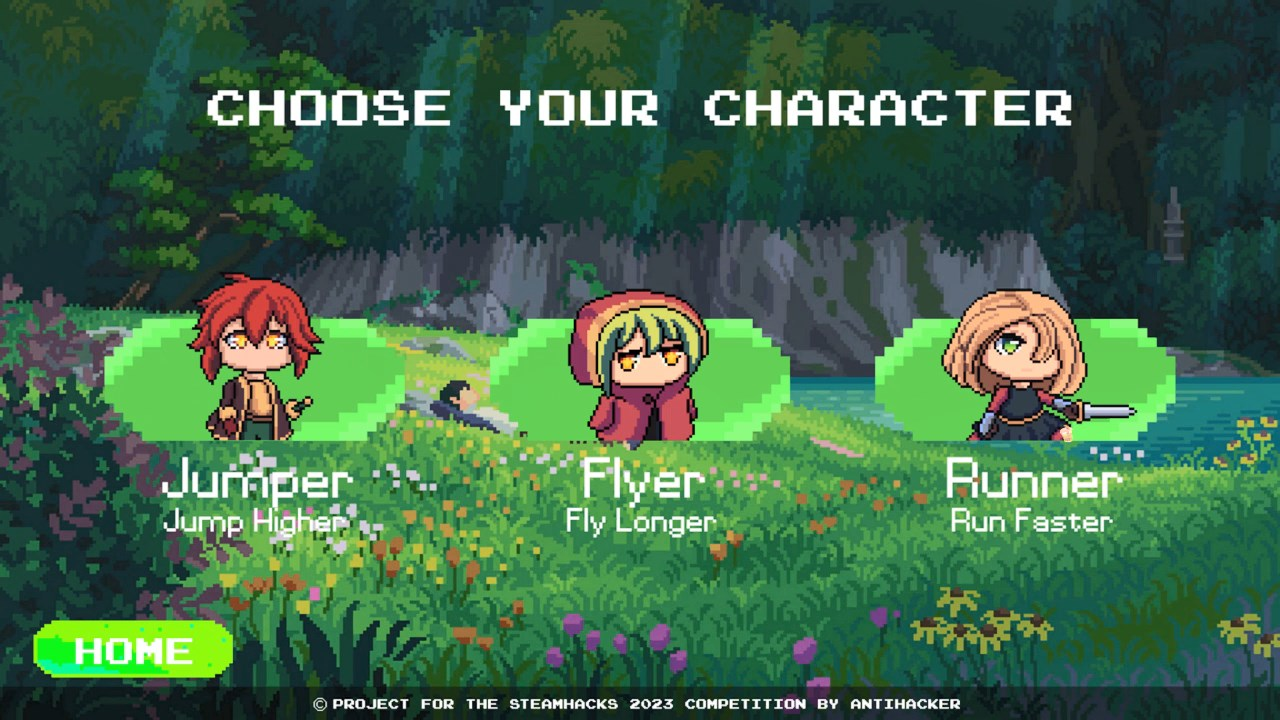 CHOOSE YOUR CHARACTER
Jumper
Jump Higher
Flyer
Fly Longer
Runner
Run Faster
HOME
© PROJECT FOR THE STEAMHACKS 2023 COMPETITION BY ANTIHACKER